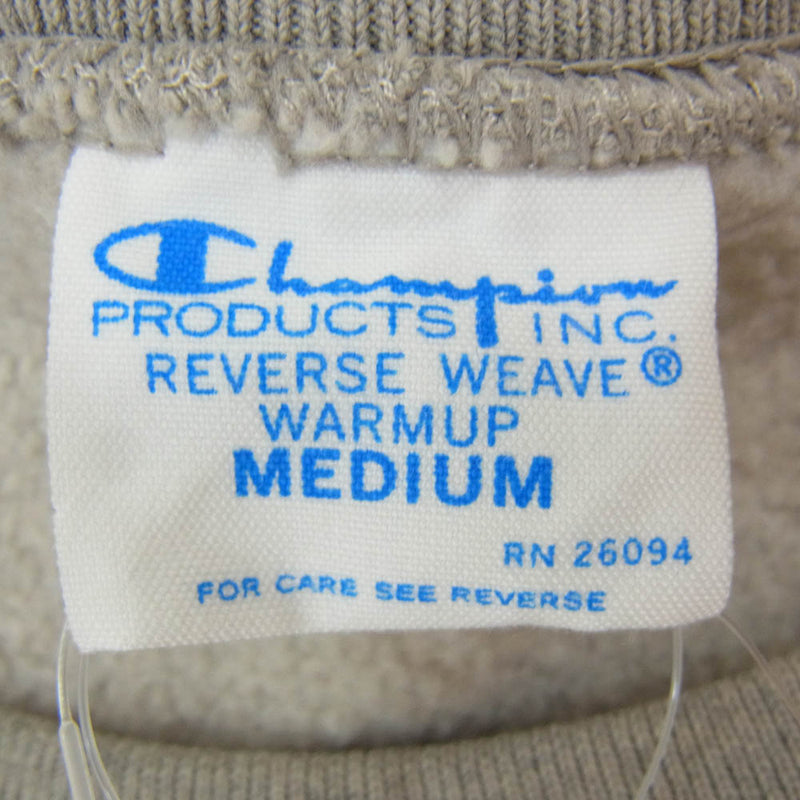 Champion
PRODUCTS INC.
REVERSE WEAVE®
WARMUP
MEDIUM
RN 26094
FOR CARE SEE REVERSE